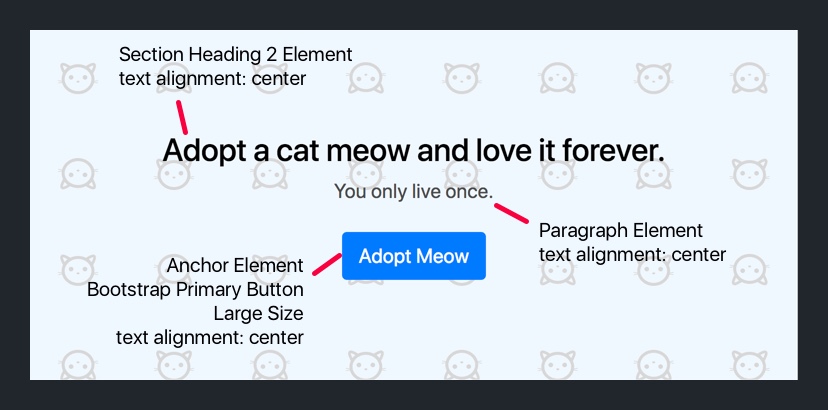 Section Heading 2 Element
text alignment: center
Adopt a cat meow and love it forever.
You only live once.
Paragraph Element
text alignment: center
Adopt Meow
Anchor Element
Bootstrap Primary Button
Large Size
text alignment: center